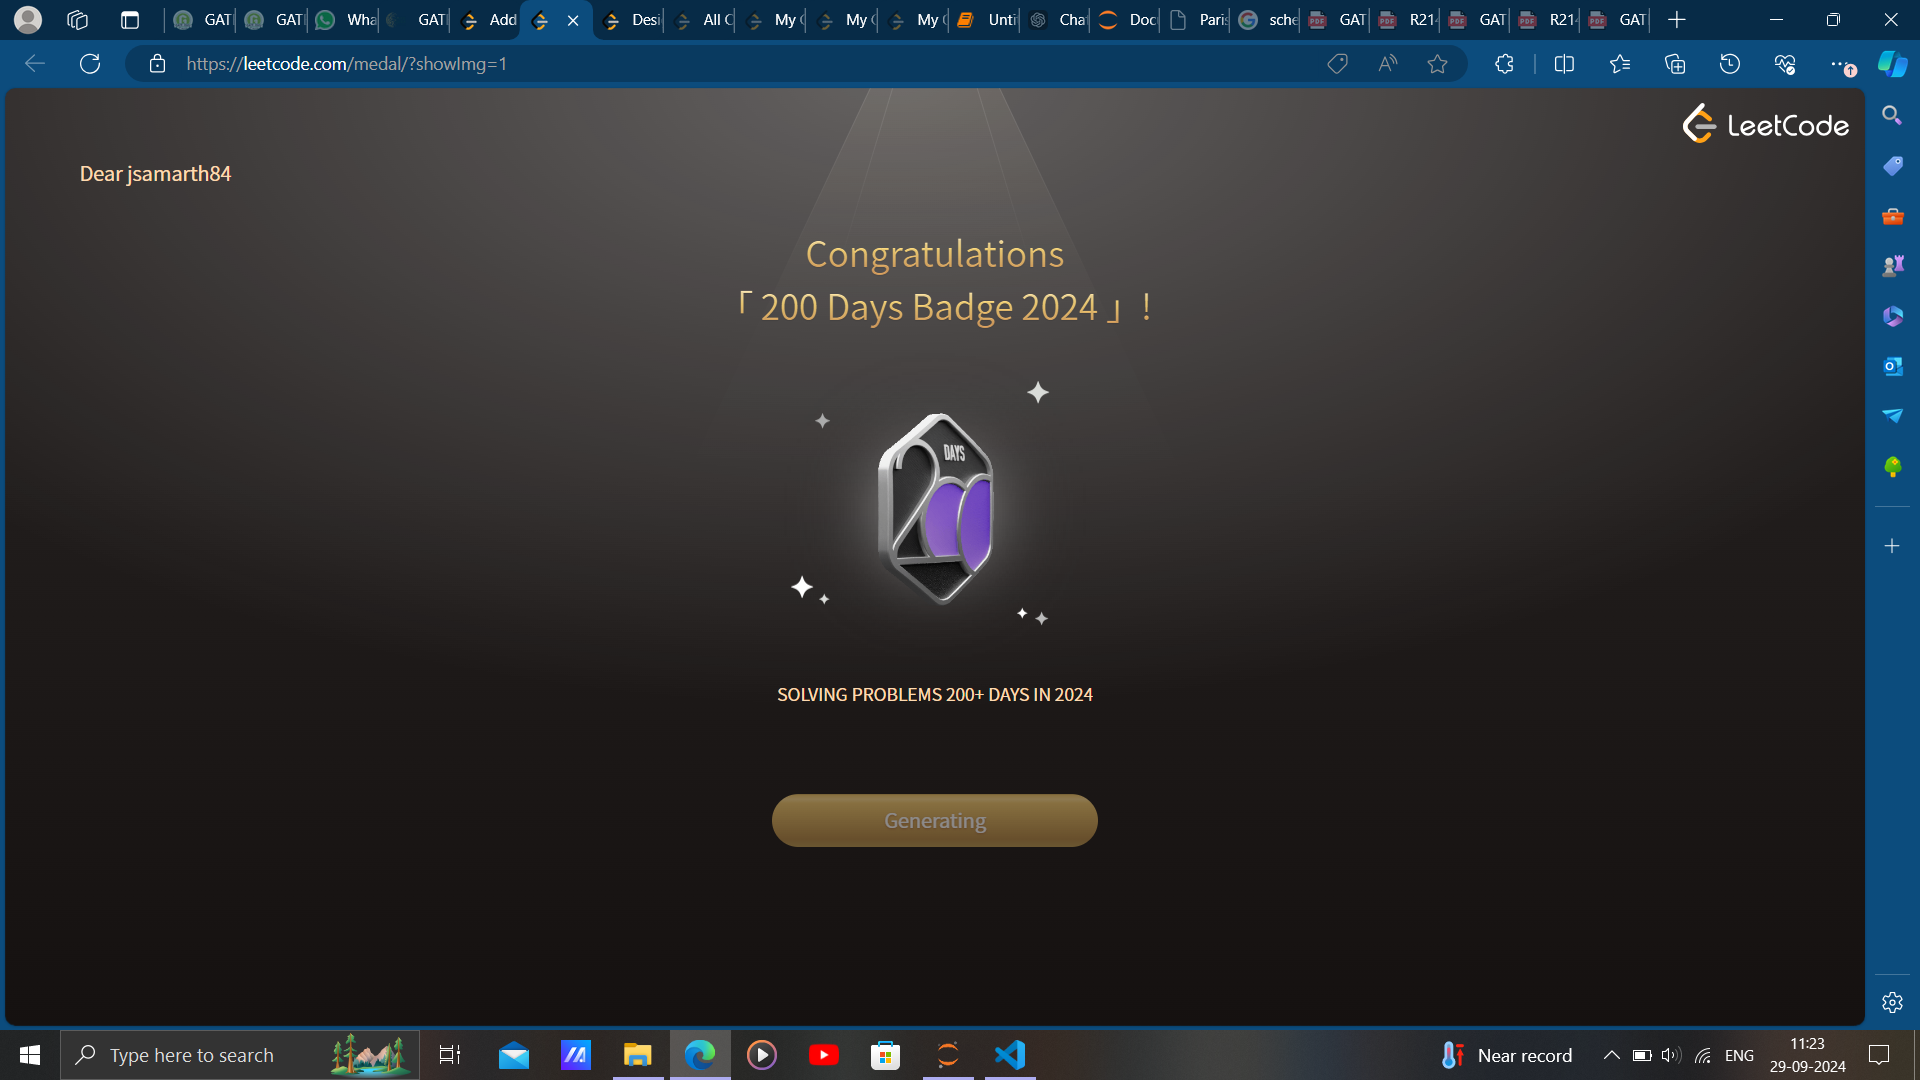 GAT
GAT
Wha
GAT
Add
Desi
All C
My C
My C
My C
Unti
Cha
Doc
Paris
sche
GAT
R21
GAT
R21
GAT
https://leetcode.com/medal/?showImg=1
LeetCode
Dear jsamarth84
Congratulations
「 200 Days Badge 2024 」!
DAYS
200
SOLVING PROBLEMS 200+ DAYS IN 2024
Generating
Type here to search
Near record
ENG
11:23
29-09-2024